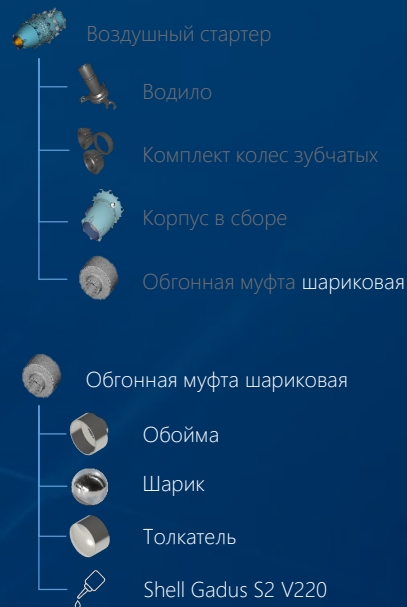 Воздушный стартер
Водило
Комплект колес зубчатых
Корпус в сборе
Обгонная муфта шариковая
Обгонная муфта шариковая
Обойма
Шарик
Толкатель
Shell Gadus S2 V220